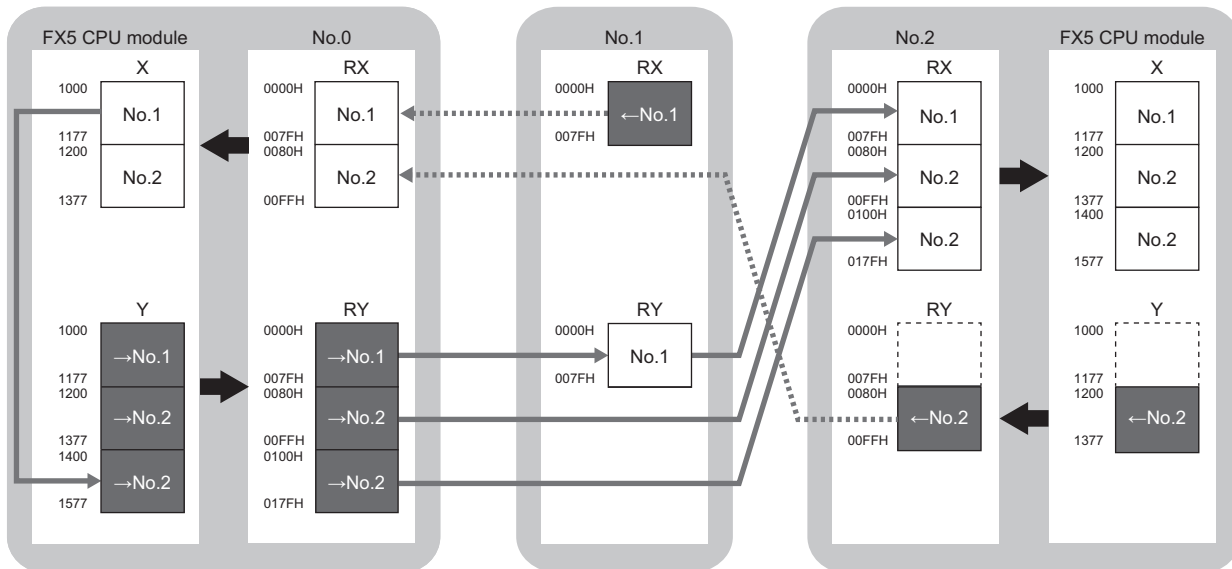 FX5 CPU module
X
1000
No.1
1177
1200
No.2
1377
Y
1000
→No.1
1177
1200
→No.2
1377
1400
→No.2
1577
No.0
RX
0000H
No.1
007FH
0080H
No.2
00FFH
RY
0000H
→No.1
007FH
0080H
→No.2
00FFH
0100H
→No.2
017FH
No.1
RX
0000H
←No.1
007FH
RY
0000H
No.1
007FH
No.2
RX
0000H
No.1
007FH
0080H
No.2
00FFH
0100H
No.2
017FH
RY
0000H
007FH
0080H
←No.2
00FFH
FX5 CPU module
X
1000
No.1
1177
1200
No.2
1377
1400
No.2
1577
Y
1000
1177
1200
←No.2
1377